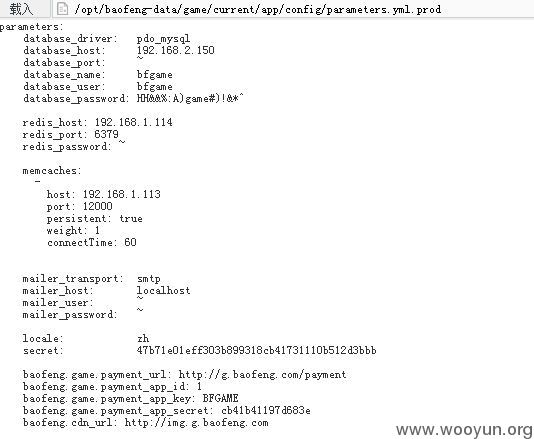 载入
/opt/baofeng-data/game/current/app/config/parameters.yml.prod
parameters:
database_driver: pdo_mysql
database_host: 192.168.2.150
database_port: ~
database_name: bfgame
database_user: bfgame
database_password: HH&&%:A)game#)!&*^
redis_host: 192.168.1.114
redis_port: 6379
redis_password: ~
memcaches:
-
host: 192.168.1.113
port: 12000
persistent: true
weight: 1
connectTime: 60
mailer_transport: smtp
mailer_host: localhost
mailer_user: ~
mailer_password: ~
locale: zh
secret: 47b71e01eff303b899318cb41731110b512d3bbb
baofeng.game.payment_url: http://g.baofeng.com/payment
baofeng.game.payment_app_id: 1
baofeng.game.payment_app_key: BFGAME
baofeng.game.payment_app_secret: cb41b41197d683e
baofeng.cdn_url: http://img.g.baofeng.com
www.wooyun.org